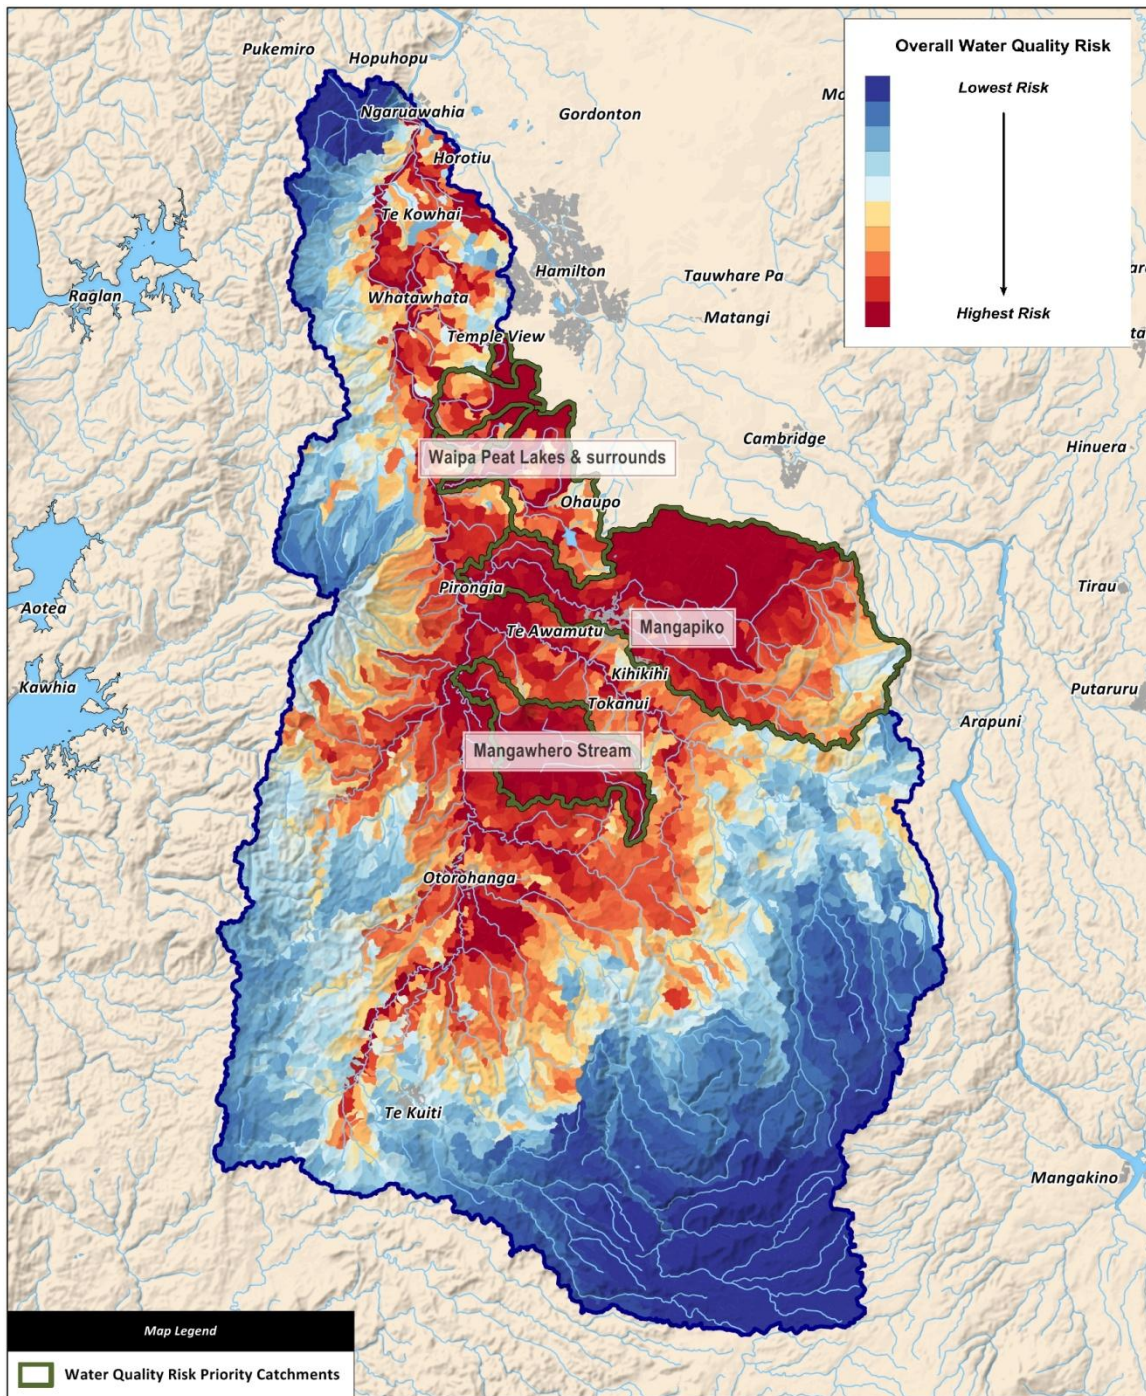 Pukemiro
Hopuhopu
Ngaruawahia
Gordonton
Horotiu
Te Kowhai
Hamilton
Tauwhare Pa
Raglan
Whatawhata
Matangi
Temple View
Waipa Peat Lakes & surrounds
Cambridge
Hinuera
Ohaupo
Pirongia
Tirau
Aotea
Te Awamutu
Mangapiko
Kihikihi
Kawhia
Tokanui
Putaruru
Arapuni
Mangawhero Stream
Otorohanga
Te Kuiti
Mangakino
Overall Water Quality Risk
Lowest Risk
Highest Risk
Map Legend
Water Quality Risk Priority Catchments